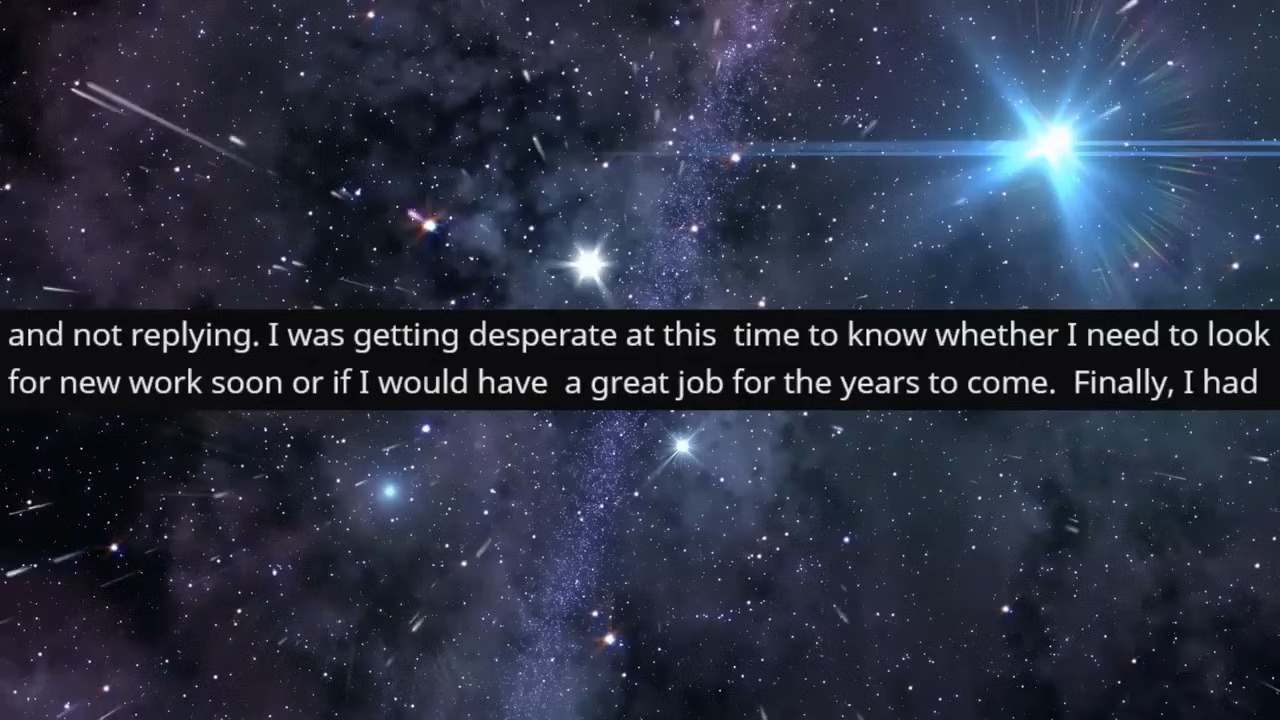 and not replying. I was getting desperate at this  time to know whether I need to look
for new work soon or if I would have  a great job for the years to come.  Finally, I had